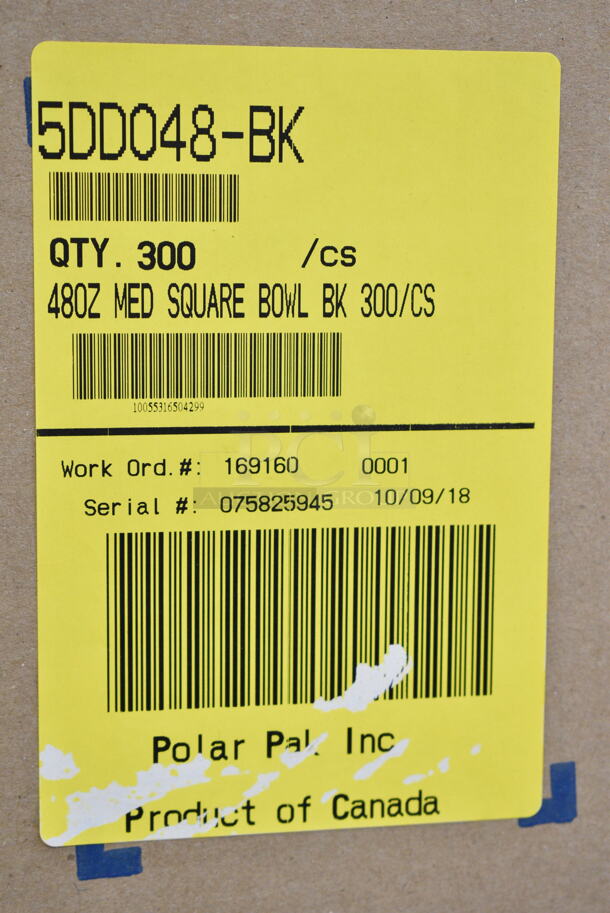 5DD048-BK
QTY. 300 /cs
48OZ MED SQUARE BOWL BK 300/CS
10055316504299
Work Ord.#: 169160 0001
Serial #: 075825945 10/09/18
Polar Pak Inc
Product of Canada